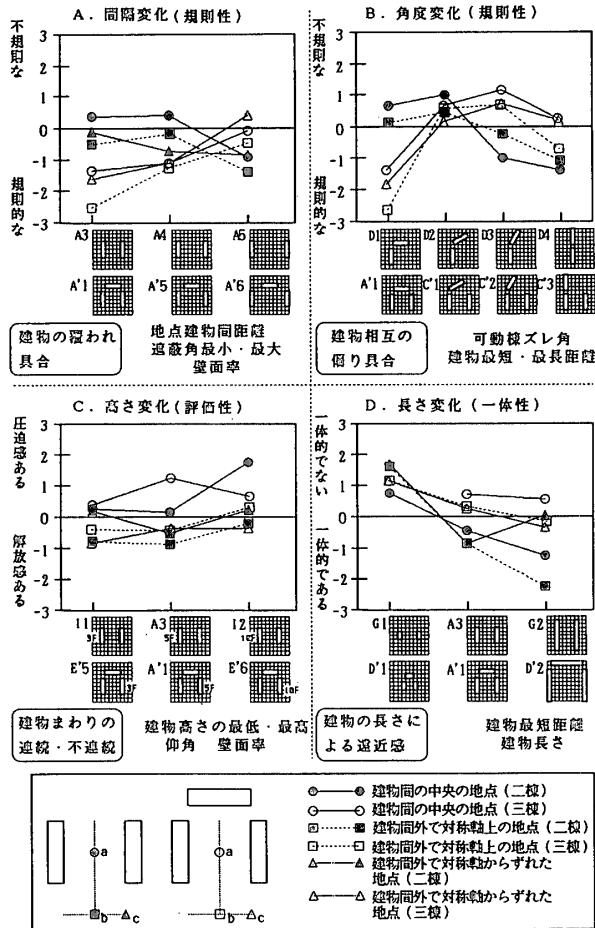 A. 間隔変化(規則性)
不規則な
規則的な
3
2
1
0
-1
-2
-3
A3
A4
A5
A'1
A'5
A'6
建物の覆われ
具合
地点建物間距離
遮蔽角最小・最大
壁面率
B. 角度変化(規則性)
不規則な
規則的な
3
2
1
0
-1
-2
-3
D1
D2
D3
D4
A'1
C'1
C'2
C'3
建物相互の
偏り具合
可動棟ズレ角
建物最短・最長距離
C. 高さ変化(評価性)
圧迫感ある
解放感ある
3
2
1
0
-1
-2
-3
I1
A3
I2
3F
5F
10F
E'5
A'1
E'6
3F
5F
10F
建物まわりの
連続・不連続
建物高さの最低・最高
仰角 壁面率
D. 長さ変化(一体性)
一体的でない
一体的である
3
2
1
0
-1
-2
-3
G1
A3
G2
D'1
A'1
D'2
建物の長さに
よる遠近感
建物最短距離
建物長さ
a
b
c
a
b
c
建物間の中央の地点(二棟)
建物間の中央の地点(三棟)
建物間外で対称軸上の地点(二棟)
建物間外で対称軸上の地点(三棟)
建物間外で対称軸からずれた
地点(二棟)
建物間外で対称軸からずれた
地点(三棟)